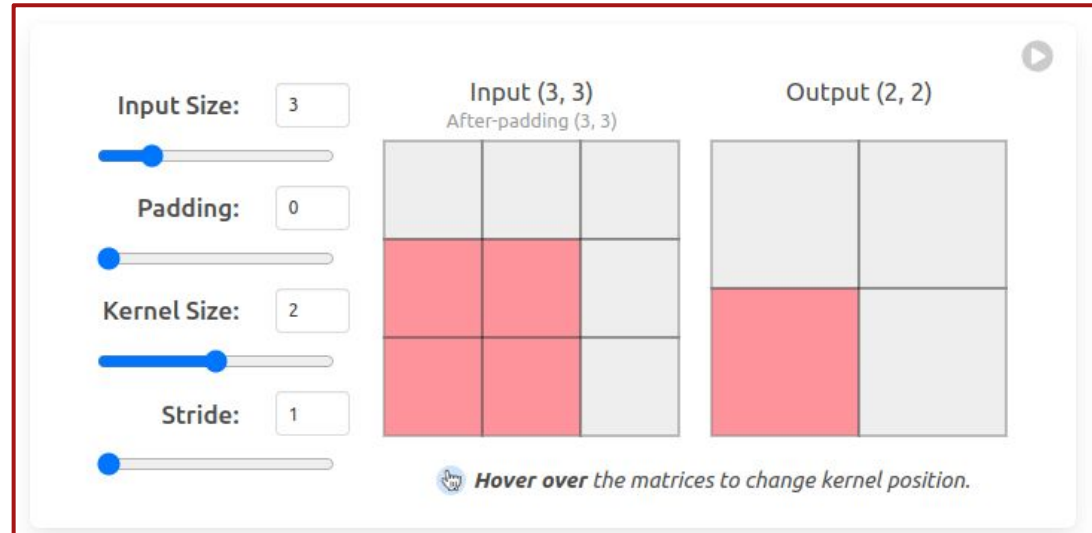 Input Size: 3
Padding: 0
Kernel Size: 2
Stride: 1
Input (3, 3)
After-padding (3, 3)
Output (2, 2)
Hover over the matrices to change kernel position.